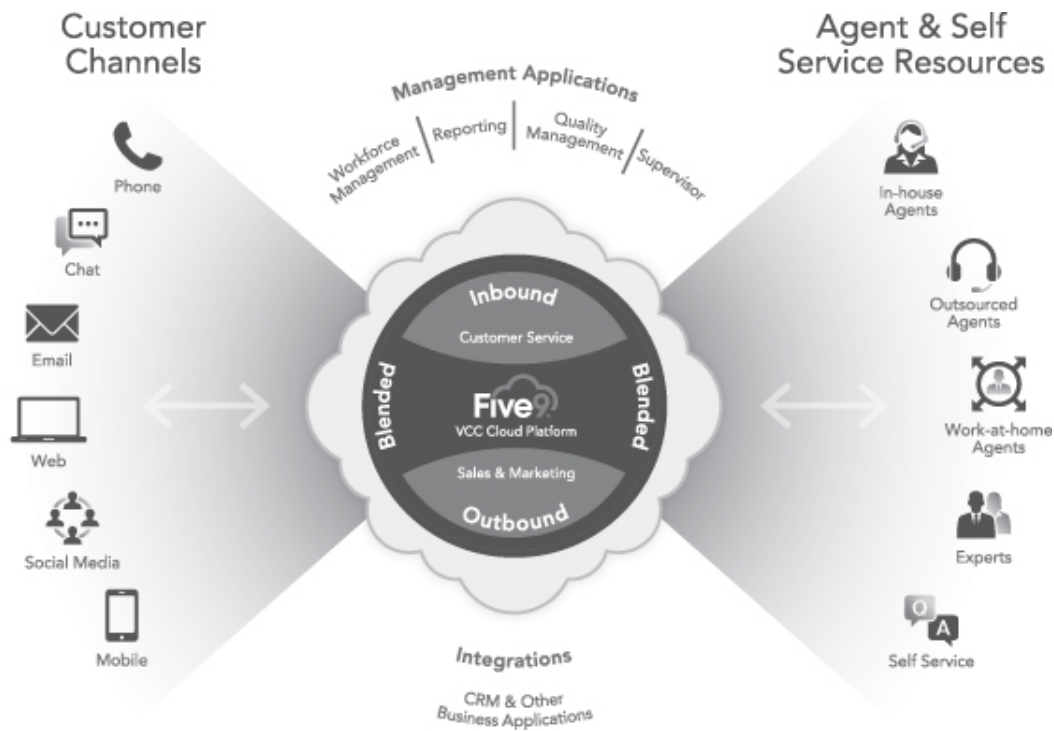 Customer
Channels
Phone
Chat
Email
Web
Social Media
Mobile
Management Applications
Workforce
Management
Reporting
Quality
Management
Supervisor
Inbound
Customer Service
Blended
Five9
VCC Cloud Platform
Blended
Sales & Marketing
Outbound
Integrations
CRM & Other
Business Applications
Agent & Self
Service Resources
In-house
Agents
Outsourced
Agents
Work-at-home
Agents
Experts
Q
A
Self Service